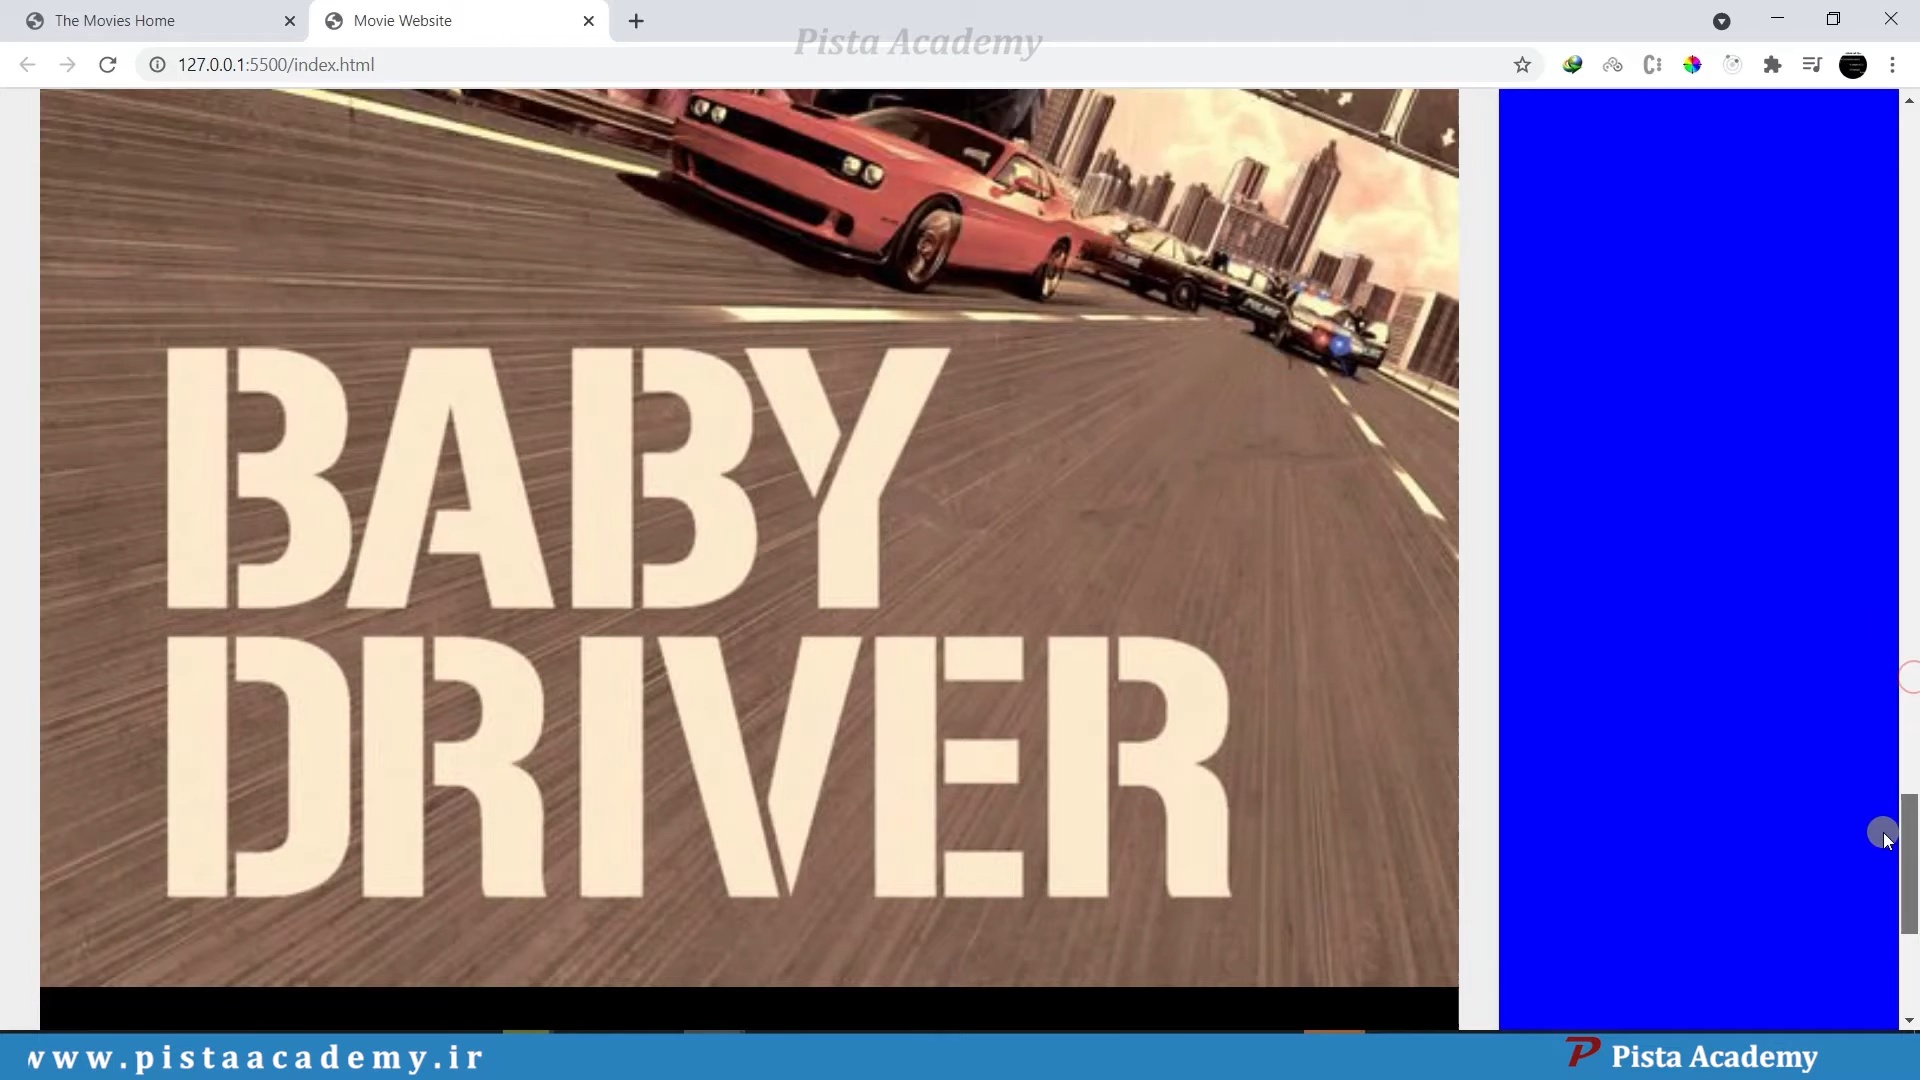 The Movies Home
Movie Website
Pista Academy
127.0.0.1:5500/index.html
POLICE
BABY
DRIVER
www.pistaacademy.ir
Pista Academy